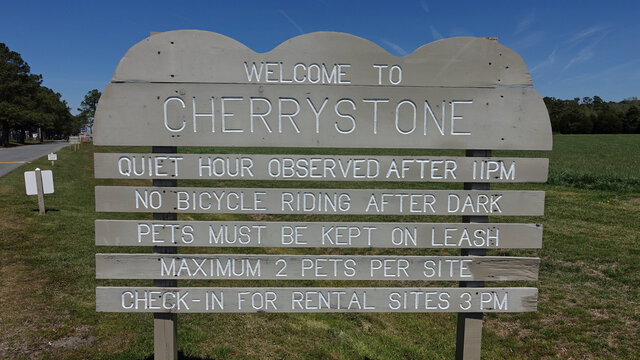 WELCOME TO
CHERRYSTONE
QUIET HOUR OBSERVED AFTER 11PM
NO BICYCLE RIDING AFTER DARK
PETS MUST BE KEPT ON LEASH
MAXIMUM 2 PETS PER SITE
CHECK-IN FOR RENTAL SITES 3 PM